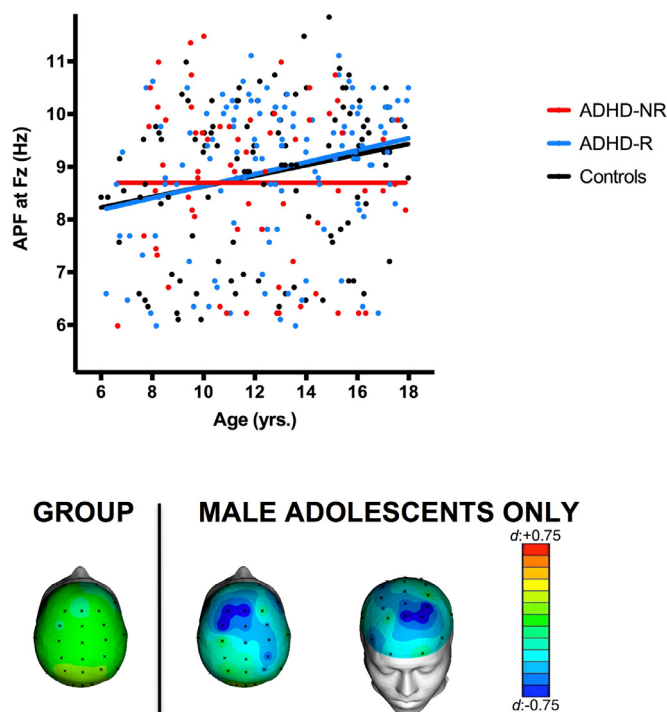 11
10
9
8
7
6
APF at Fz (Hz)
6 8 10 12 14 16 18
Age (yrs.)
ADHD-NR
ADHD-R
Controls
GROUP
MALE ADOLESCENTS ONLY
d:+0.75
d:-0.75